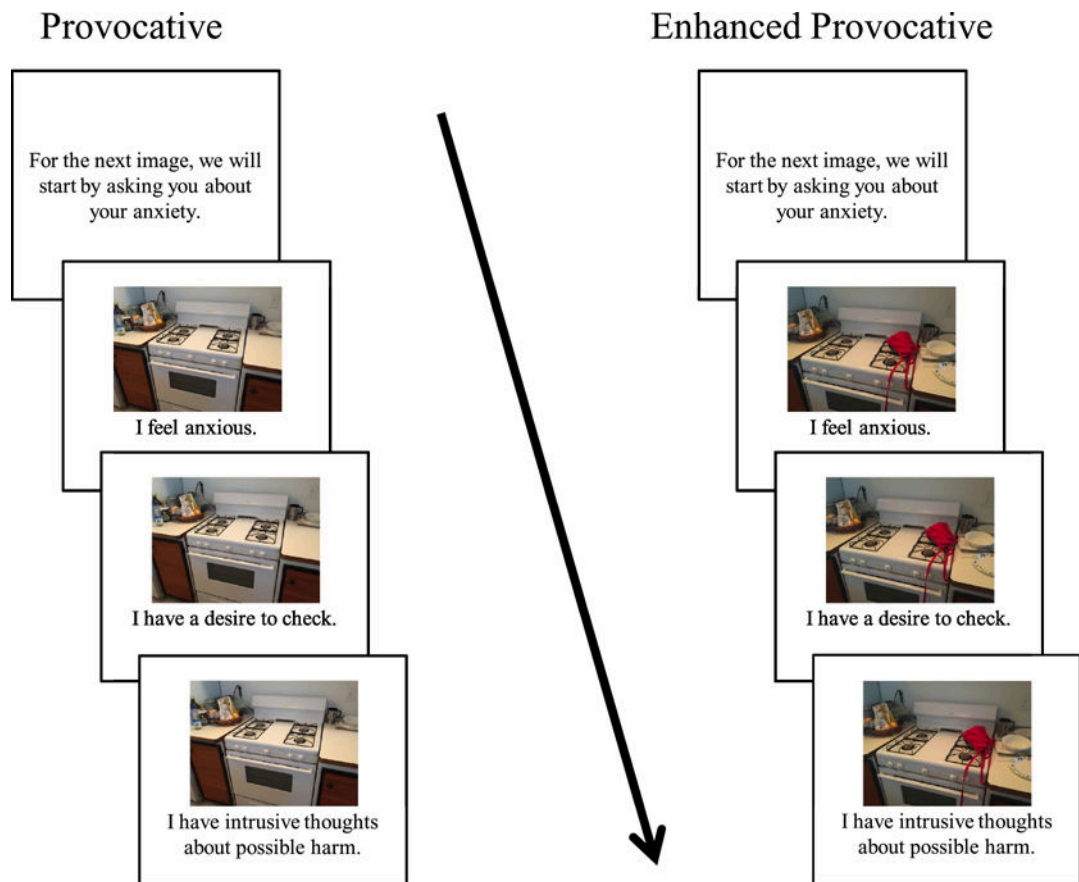 Provocative
For the next image, we will
start by asking you about
your anxiety.
I feel anxious.
I have a desire to check.
I have intrusive thoughts
about possible harm.
Enhanced Provocative
For the next image, we will
start by asking you about
your anxiety.
I feel anxious.
I have a desire to check.
I have intrusive thoughts
about possible harm.